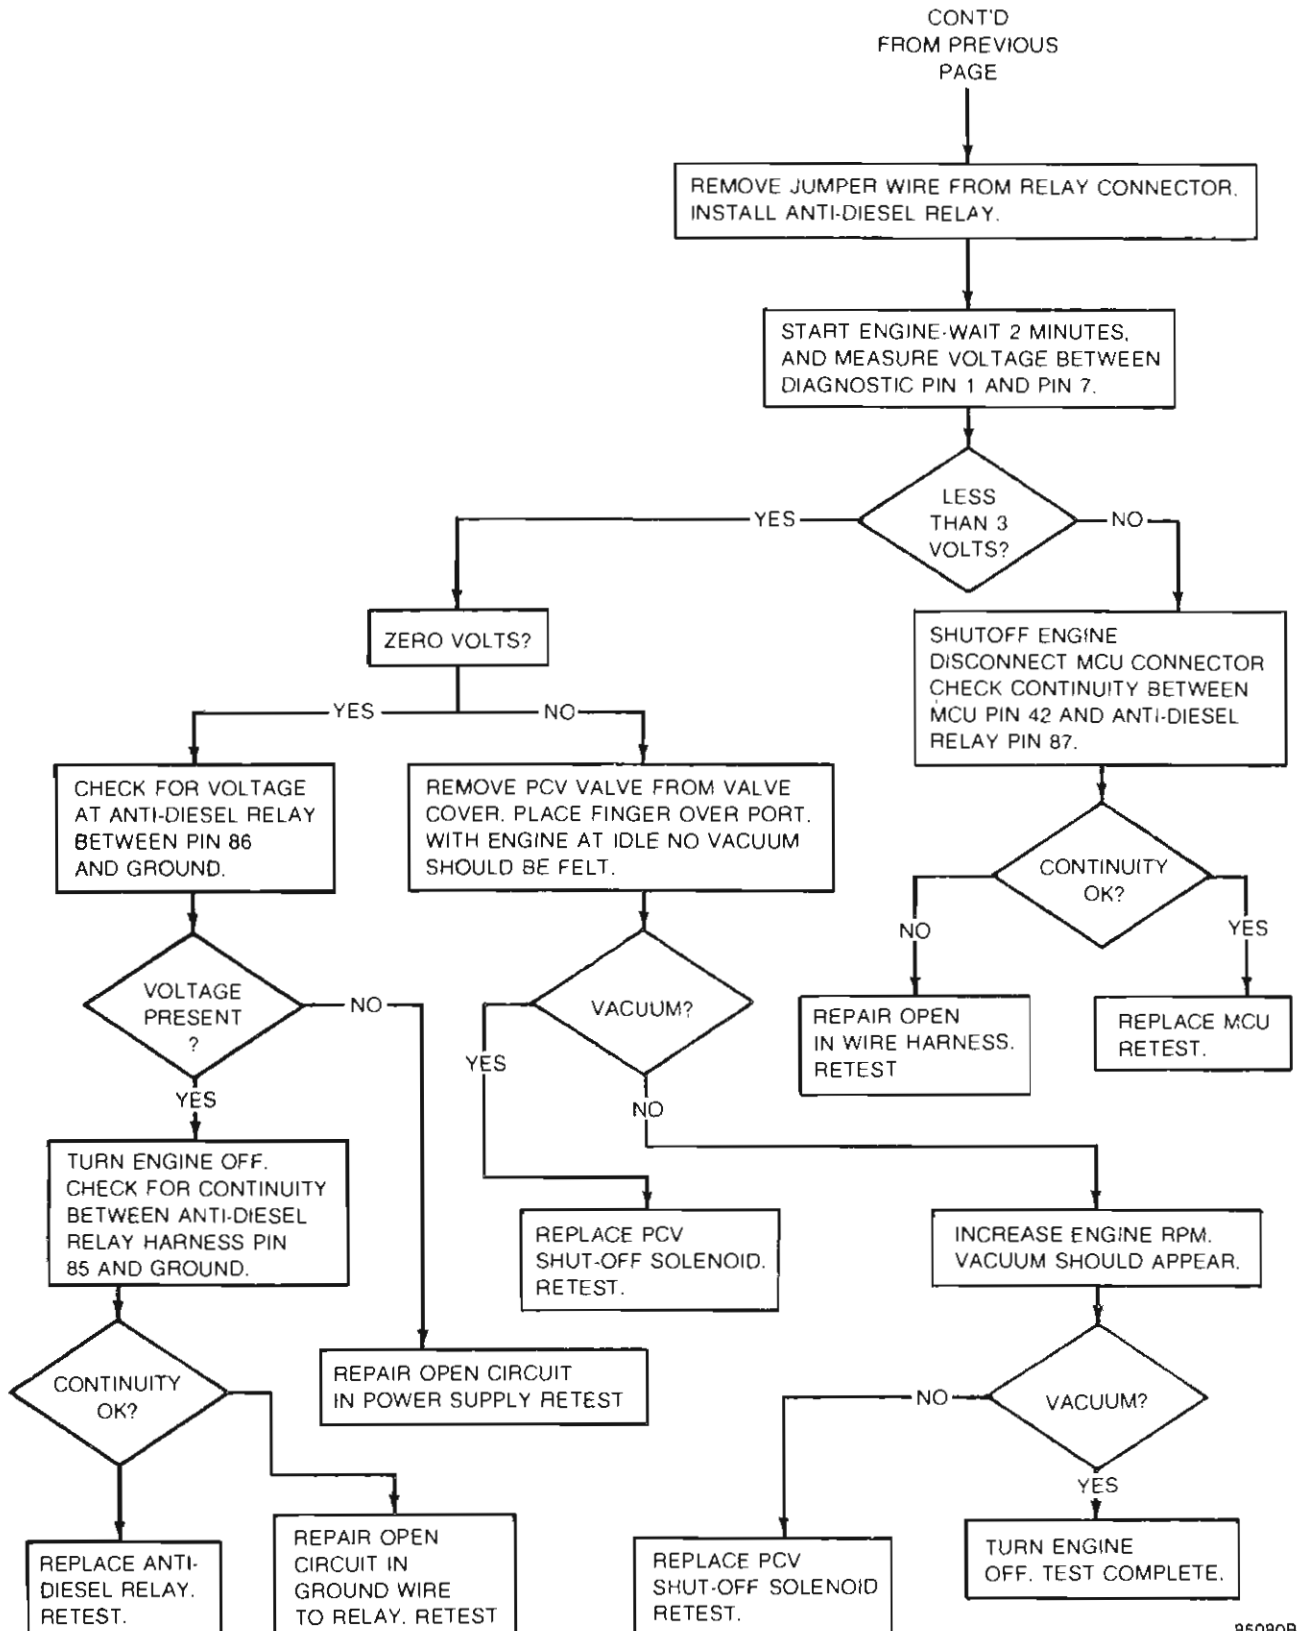 CONT'D
FROM PREVIOUS
PAGE
REMOVE JUMPER WIRE FROM RELAY CONNECTOR.
INSTALL ANTI-DIESEL RELAY.
START ENGINE-WAIT 2 MINUTES,
AND MEASURE VOLTAGE BETWEEN
DIAGNOSTIC PIN 1 AND PIN 7.
LESS
THAN 3
VOLTS?
YES
NO
ZERO VOLTS?
SHUTOFF ENGINE
DISCONNECT MCU CONNECTOR
CHECK CONTINUITY BETWEEN
MCU PIN 42 AND ANTI-DIESEL
RELAY PIN 87.
YES
NO
CHECK FOR VOLTAGE
AT ANTI-DIESEL RELAY
BETWEEN PIN 86
AND GROUND.
REMOVE PCV VALVE FROM VALVE
COVER. PLACE FINGER OVER PORT.
WITH ENGINE AT IDLE NO VACUUM
SHOULD BE FELT.
CONTINUITY
OK?
NO
YES
REPAIR OPEN
IN WIRE HARNESS.
RETEST
REPLACE MCU
RETEST.
VOLTAGE
PRESENT
?
NO
YES
VACUUM?
YES
NO
TURN ENGINE OFF.
CHECK FOR CONTINUITY
BETWEEN ANTI-DIESEL
RELAY HARNESS PIN
85 AND GROUND.
REPLACE PCV
SHUT-OFF SOLENOID.
RETEST.
INCREASE ENGINE RPM.
VACUUM SHOULD APPEAR.
REPAIR OPEN CIRCUIT
IN POWER SUPPLY RETEST
CONTINUITY
OK?
VACUUM?
NO
YES
REPLACE ANTI-
DIESEL RELAY.
RETEST.
REPAIR OPEN
CIRCUIT IN
GROUND WIRE
TO RELAY. RETEST
REPLACE PCV
SHUT-OFF SOLENOID
RETEST.
TURN ENGINE
OFF. TEST COMPLETE.